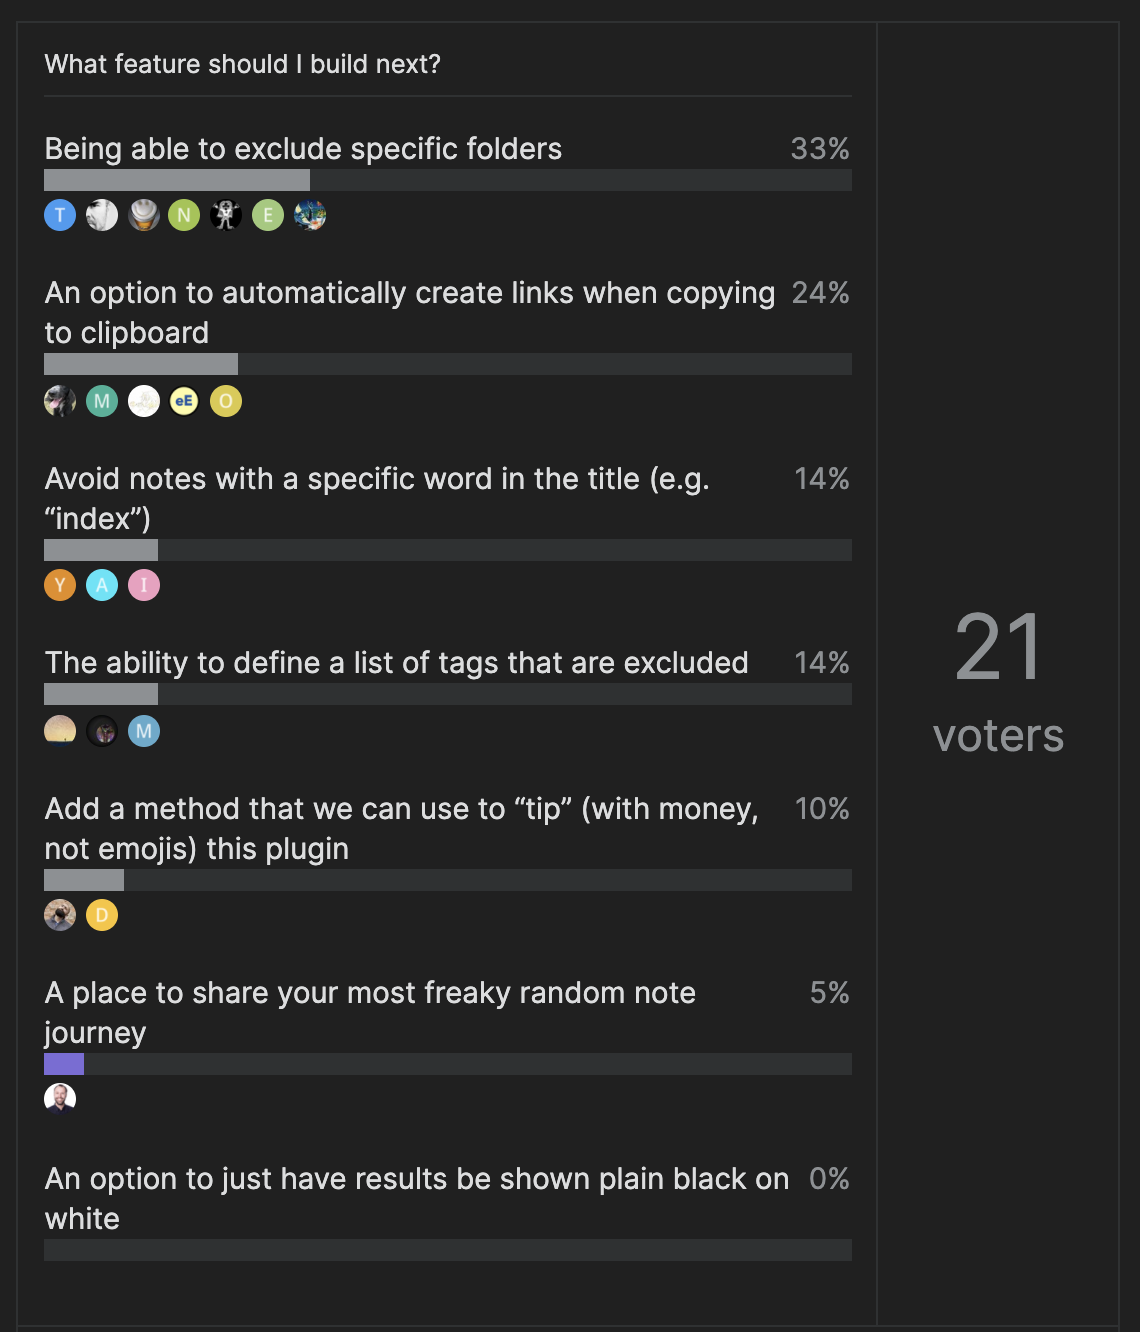 What feature should I build next?
Being able to exclude specific folders 33%
T N E
An option to automatically create links when copying 24%
to clipboard
M eE O
Avoid notes with a specific word in the title (e.g. 14%
“index”)
Y A I
The ability to define a list of tags that are excluded 14%
M
Add a method that we can use to “tip” (with money, 10%
not emojis) this plugin
D
A place to share your most freaky random note 5%
journey
An option to just have results be shown plain black on 0%
white
21
voters